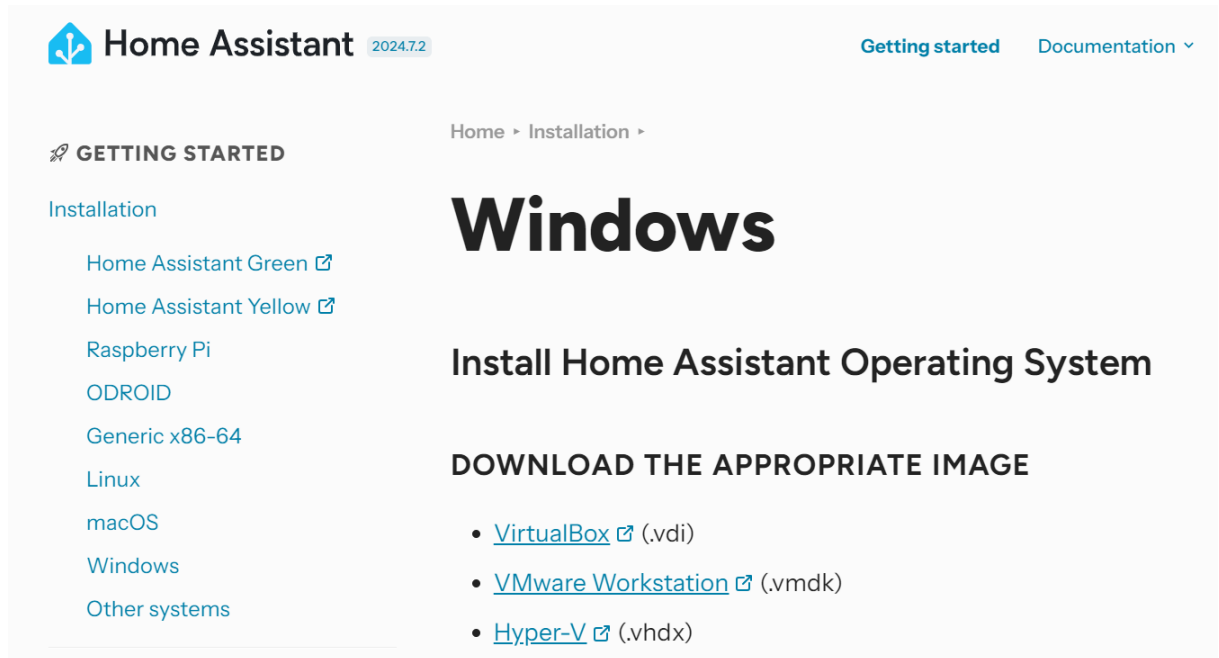 Home Assistant 2024.7.2
Getting started Documentation
GETTING STARTED
Installation
Home Assistant Green
Home Assistant Yellow
Raspberry Pi
ODROID
Generic x86-64
Linux
macOS
Windows
Other systems
Home ▸ Installation ▸
Windows
Install Home Assistant Operating System
DOWNLOAD THE APPROPRIATE IMAGE
• VirtualBox (.vdi)
• VMware Workstation (.vmdk)
• Hyper-V (.vhdx)